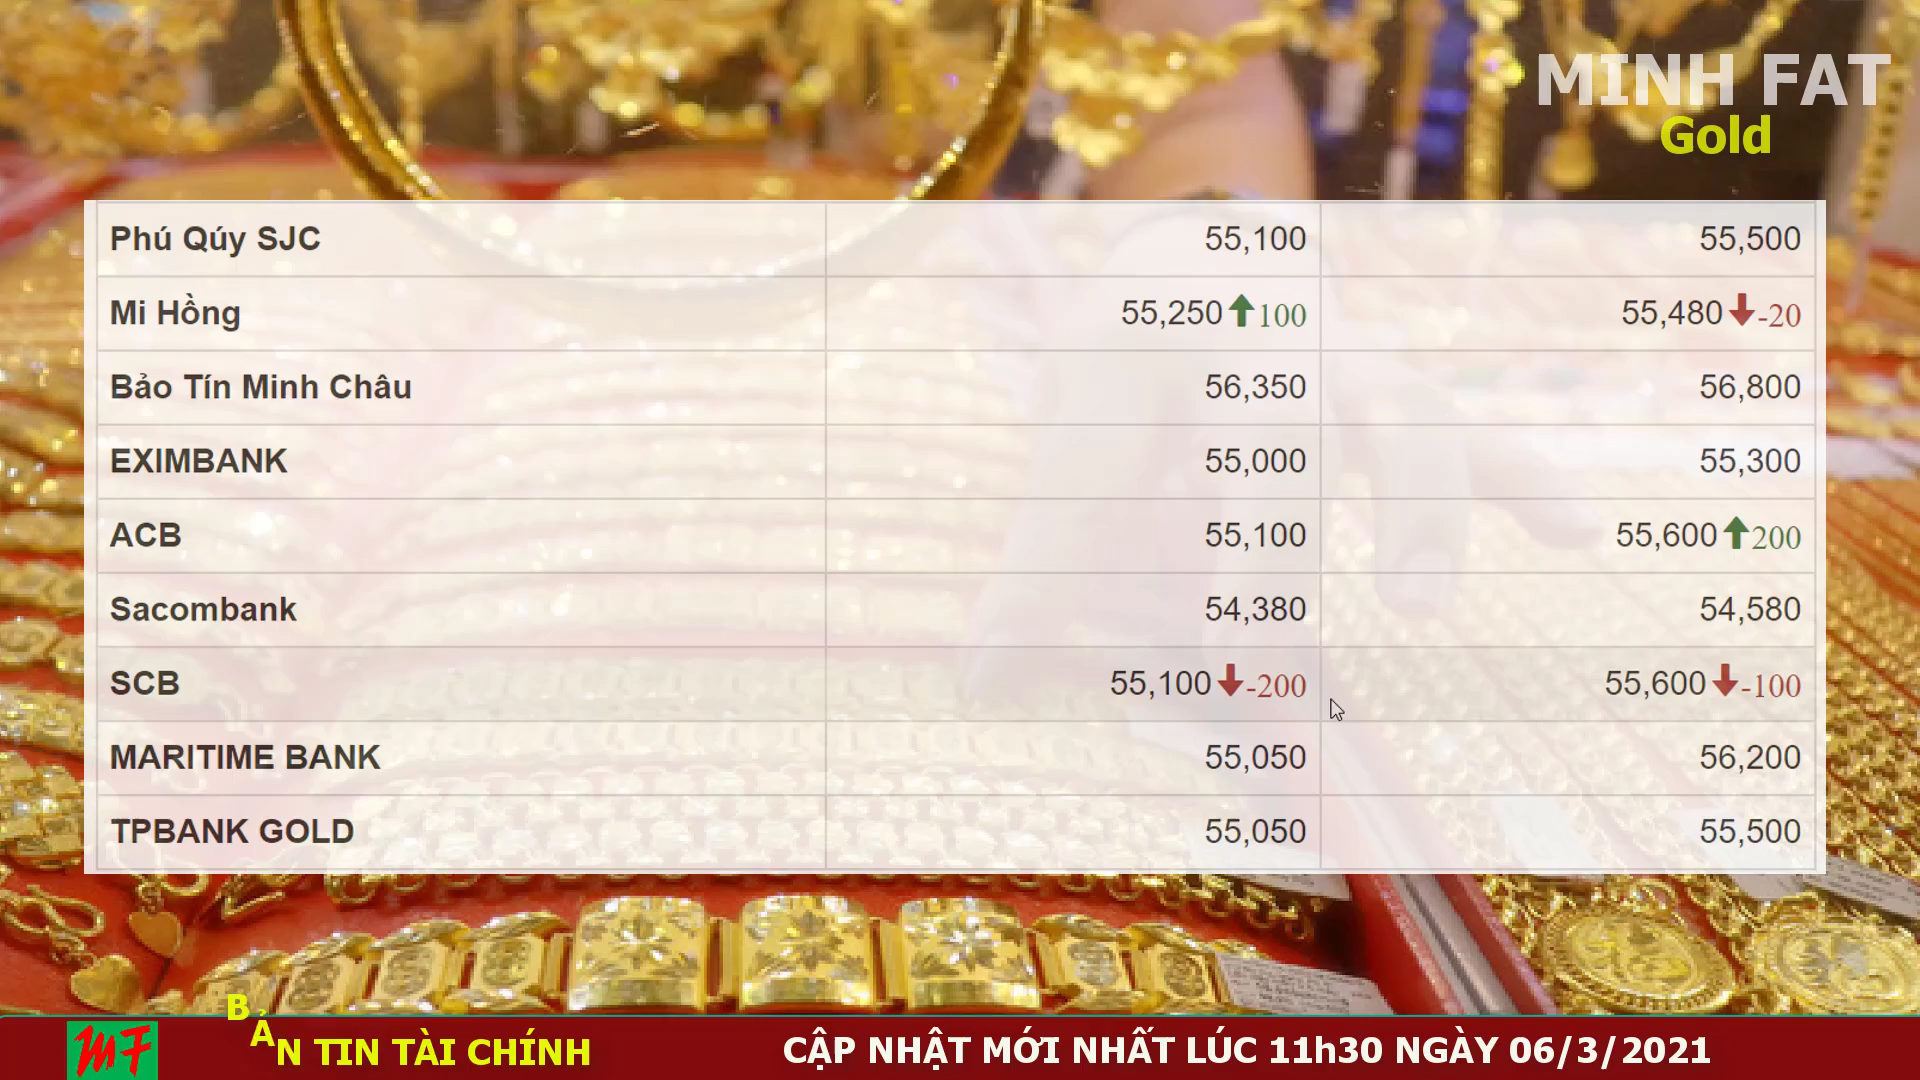 MINH FAT
Gold
Phú Qúy SJC 55,100 55,500
Mi Hồng 55,250 100 55,480 -20
Bảo Tín Minh Châu 56,350 56,800
EXIMBANK 55,000 55,300
ACB 55,100 55,600 200
Sacombank 54,380 54,580
SCB 55,100 -200 55,600 -100
MARITIME BANK 55,050 56,200
TPBANK GOLD 55,050 55,500
MF BẢN TIN TÀI CHÍNH CẬP NHẬT MỚI NHẤT LÚC 11h30 NGÀY 06/3/2021